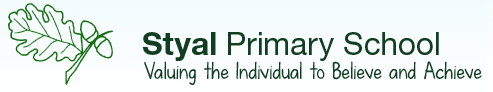 Styal Primary School
Valuing the Individual to Believe and Achieve